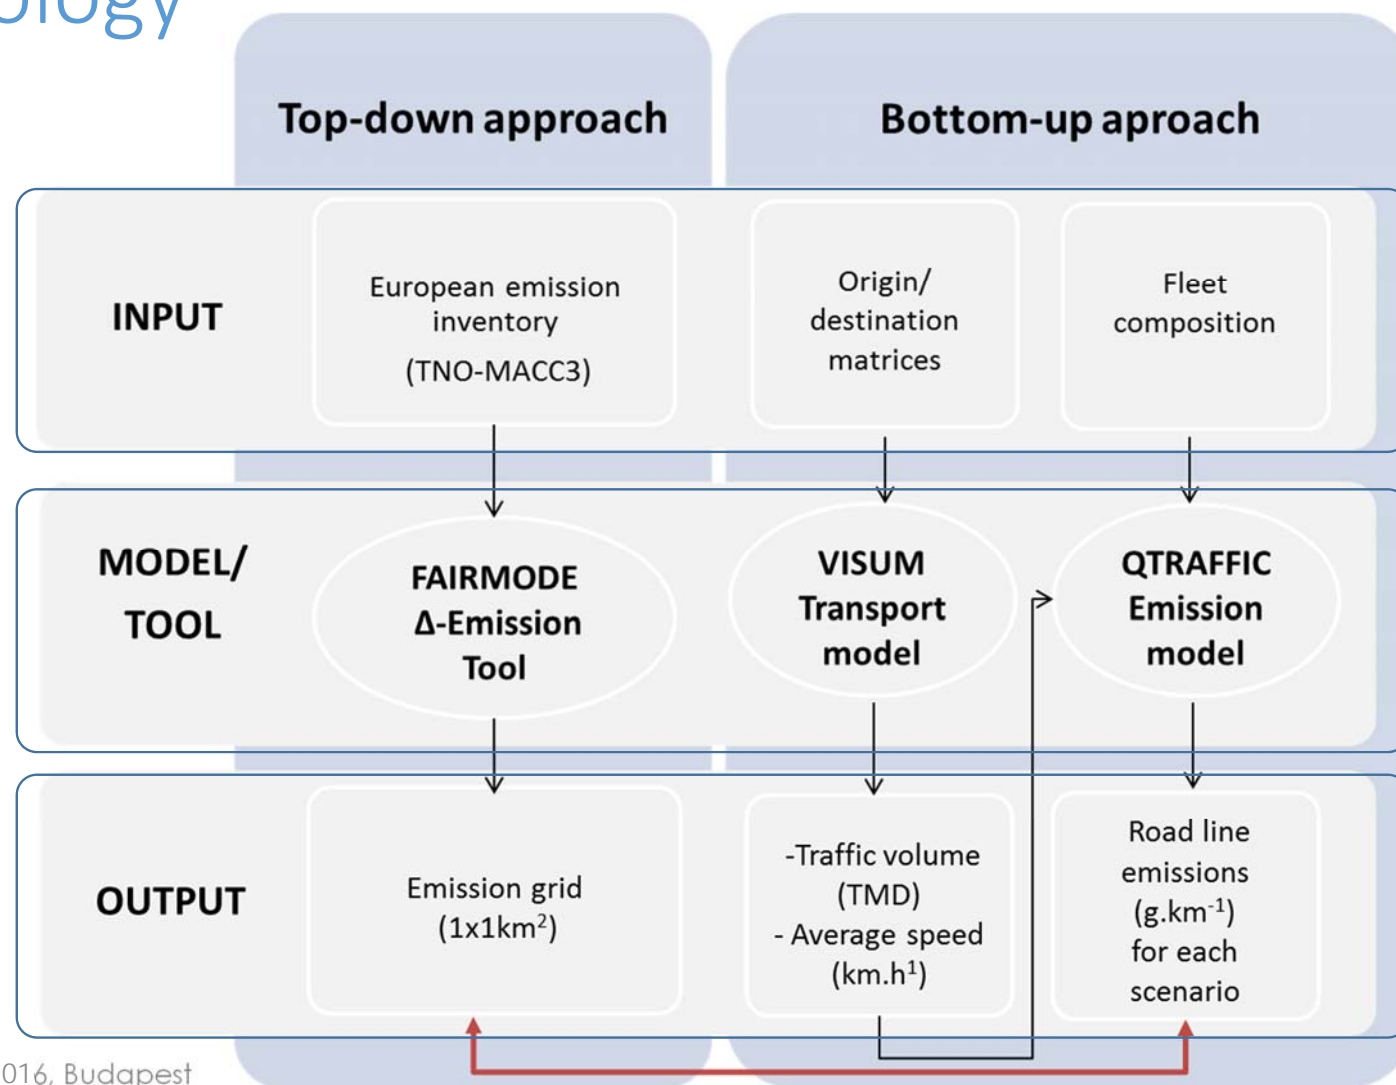 Top-down approach
Bottom-up aproach
INPUT
European emission
inventory
(TNO-MACC3)
Origin/
destination
matrices
Fleet
composition
MODEL/
TOOL
FAIRMODE
Δ-Emission
Tool
VISUM
Transport
model
QTRAFFIC
Emission
model
OUTPUT
Emission grid
(1x1km²)
-Traffic volume
(TMD)
- Average speed
(km.h¹)
Road line
emissions
(g.km⁻¹)
for each
scenario
016, Budapest